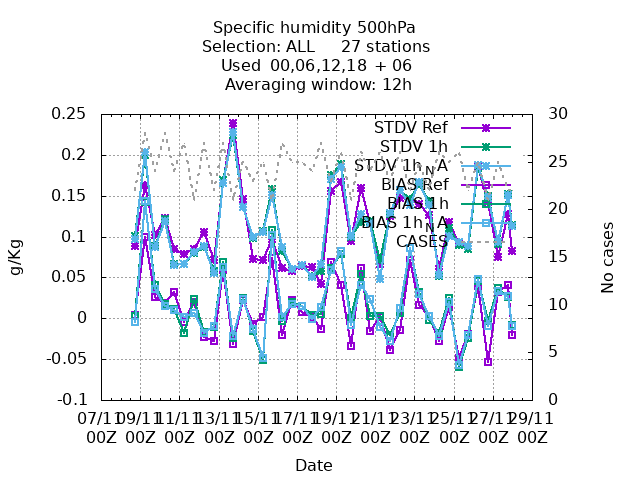 Specific humidity 500hPa
Selection: ALL 27 stations
Used 00,06,12,18 + 06
Averaging window: 12h
0.25
0.2
0.15
0.1
0.05
0
-0.05
-0.1
g/Kg
30
25
20
15
10
5
0
No cases
STDV Ref
STDV 1h
STDV 1h_NA
BIAS Ref
BIAS 1h
BIAS 1h_NA
CASES
07/11 09/11 11/11 13/11 15/11 17/11 19/11 21/11 23/11 25/11 27/11 29/11
00Z 00Z 00Z 00Z 00Z 00Z 00Z 00Z 00Z 00Z 00Z 00Z
Date